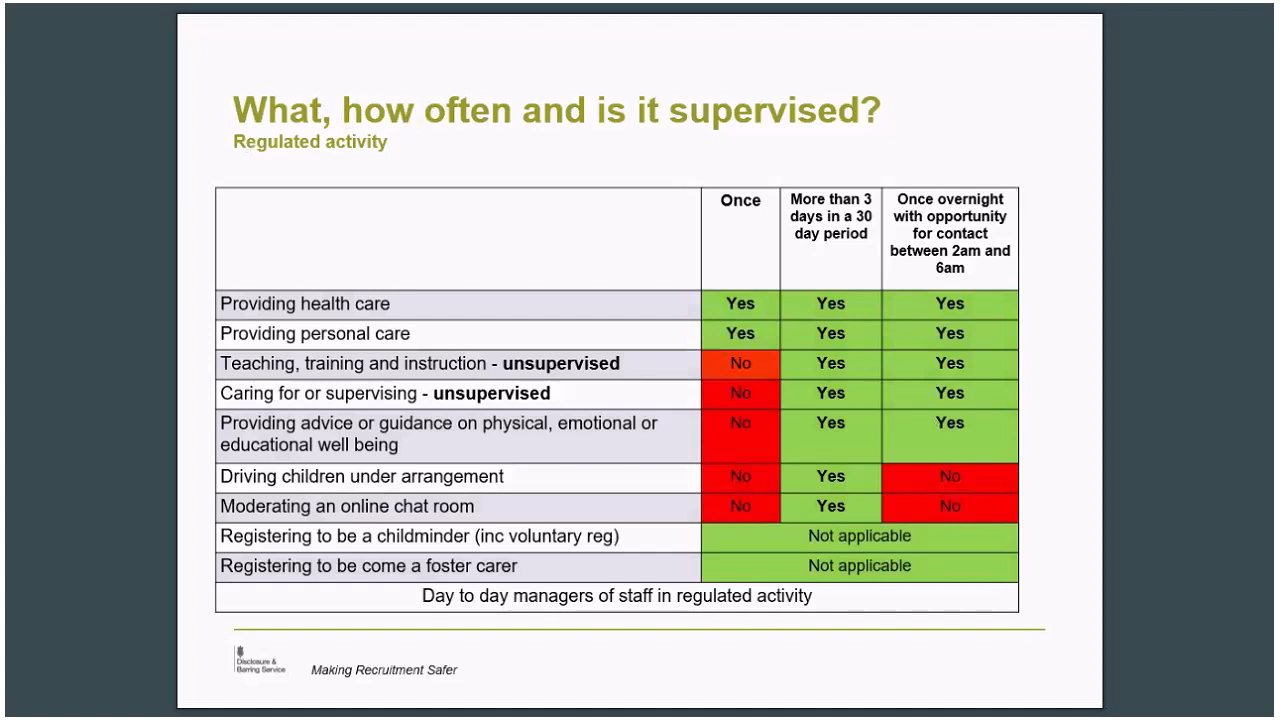 What, how often and is it supervised?
Regulated activity
Once
More than 3
days in a 30
day period
Once overnight
with opportunity
for contact
between 2am and
6am
Providing health care Yes Yes Yes
Providing personal care Yes Yes Yes
Teaching, training and instruction - unsupervised No Yes Yes
Caring for or supervising - unsupervised No Yes Yes
Providing advice or guidance on physical, emotional or No Yes Yes
educational well being
Driving children under arrangement No Yes No
Moderating an online chat room No Yes No
Registering to be a childminder (inc voluntary reg) Not applicable
Registering to be come a foster carer Not applicable
Day to day managers of staff in regulated activity
Disclosure &
Barring Service
Making Recruitment Safer